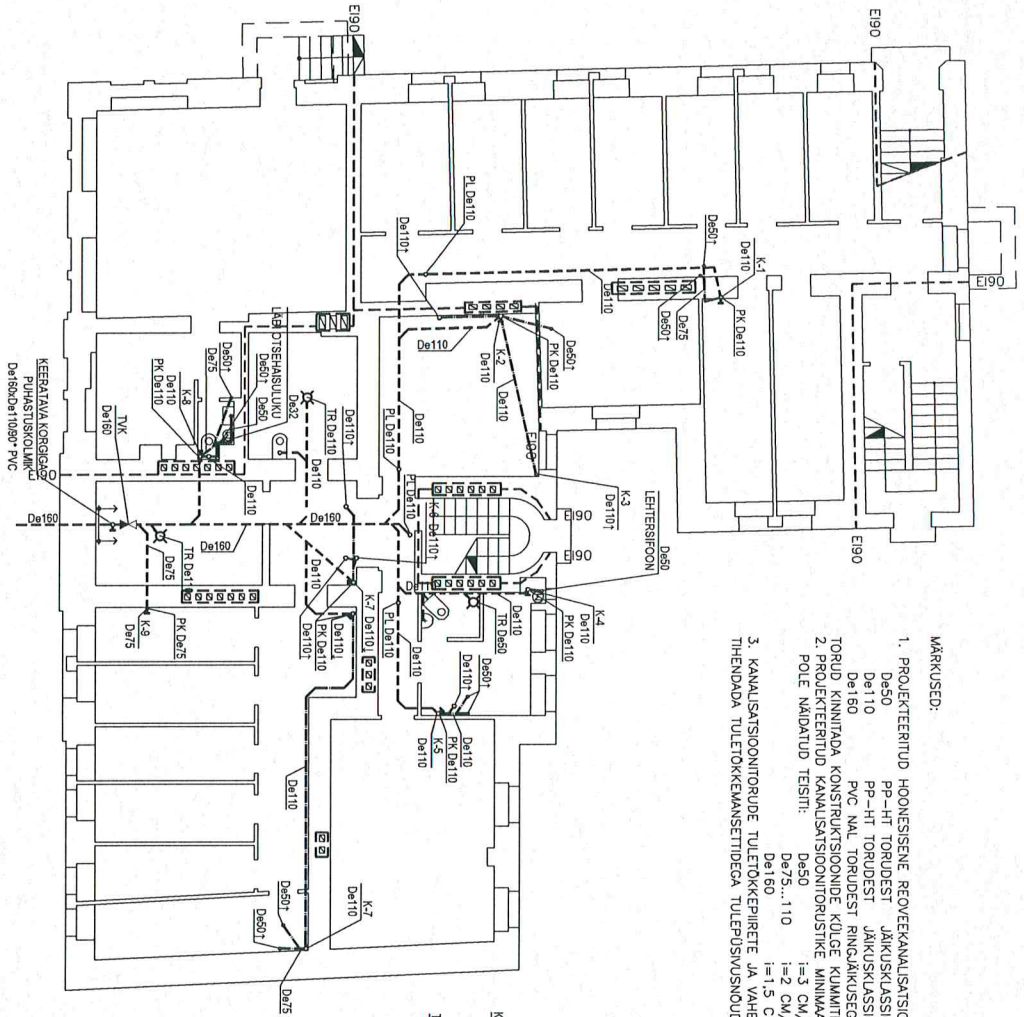 MÄRKUSED:
1. PROJEKTEERITUD HOONESISENE REOVEEKANALISATSIO
De50 PP-HT TORUDEST JÄIKUSKLASSI
De110 PP-HT TORUDEST JÄIKUSKLASSI
De160 PVC NAL TORUDEST RINGJÄIKUSEG
TORUD KINNITADA KONSTRUKTSIOONIDE KÜLGE KUMMIT
2. PROJEKTEERITUD KANALISATSIOONITORUSTIKE MINIMAA
POLE NÄIDATUD TEISITI:
De50 i=3 CM,
De75...110 i=2 CM,
De160 i=1,5 C
3. KANALISATSIOONITORUDE TULETÕKKEPIIRETE JA VAHE
TIHENDADA TULETÕKKEMANSETTIDEGA TULEPÜSIVUSNÕUD
EI90
EI90
EI90
EI90
K-1
De110
PK De110
De50↑
De75
De50↑
De110
PL De110
De110↑
De110
K-2
De110
PK De110
De50↑
De110
EI90
K-3
De110↑
LEHTERSIFOON
De50
EI90
EI90
K-4
De110
PK De110
De110
TR De50
PL De110
K-6 De110↑
PL De110
De110
De110↑
TR De110
De110
De110
PL De110
De110
K-5
De110
PK De110
De110
De110↑
De50↑
K-7 De110↓
De110↓
PK De110
De110↑
De110↑
De110
De160
De160
De32
De50
De50↑
De75
De50↑
K-8
De110
PK De110
De110
TVK
De160
KEERATAVA KORGIGA
PUHASTUSKOLMIK
De160xDe110/90° PVC
EI90
De160
TR De11
De75
PK De75
K-9
De75
De110
K-7
De110
De50↑
De50↑
De75